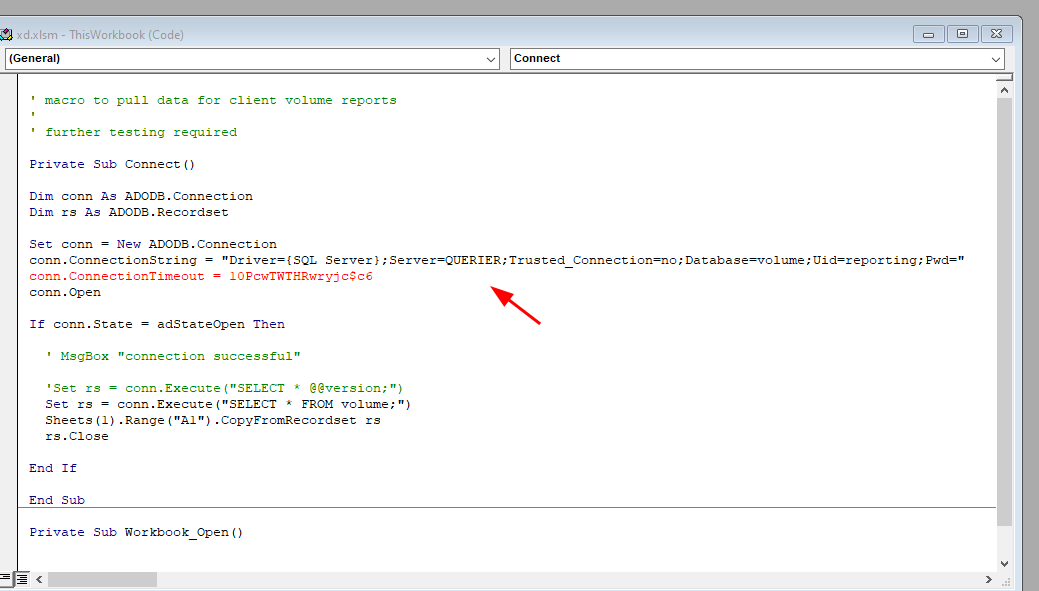 xd.xlsm - ThisWorkbook (Code)
(General)
Connect
' macro to pull data for client volume reports
'
' further testing required
Private Sub Connect()
Dim conn As ADODB.Connection
Dim rs As ADODB.Recordset
Set conn = New ADODB.Connection
conn.ConnectionString = "Driver={SQL Server};Server=QUERIER;Trusted_Connection=no;Database=volume;Uid=reporting;Pwd="
conn.ConnectionTimeout = 10PcwTWTHRwryjc$c6
conn.Open
If conn.State = adStateOpen Then
' MsgBox "connection successful"
'Set rs = conn.Execute("SELECT * @@version;")
Set rs = conn.Execute("SELECT * FROM volume;")
Sheets(1).Range("A1").CopyFromRecordset rs
rs.Close
End If
End Sub
Private Sub Workbook_Open()